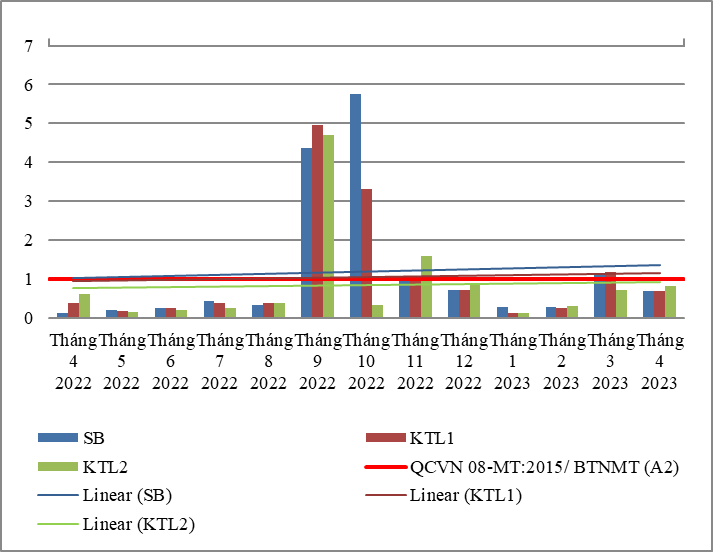 7
6
5
4
3
2
1
0
Tháng Tháng Tháng Tháng Tháng Tháng Tháng Tháng Tháng Tháng Tháng Tháng Tháng
4 5 6 7 8 9 10 11 12 1 2 3 4
2022 2022 2022 2022 2022 2022 2022 2022 2022 2023 2023 2023 2023
SB KTL1
KTL2 QCVN 08-MT:2015/ BTNMT (A2)
Linear (SB) Linear (KTL1)
Linear (KTL2)